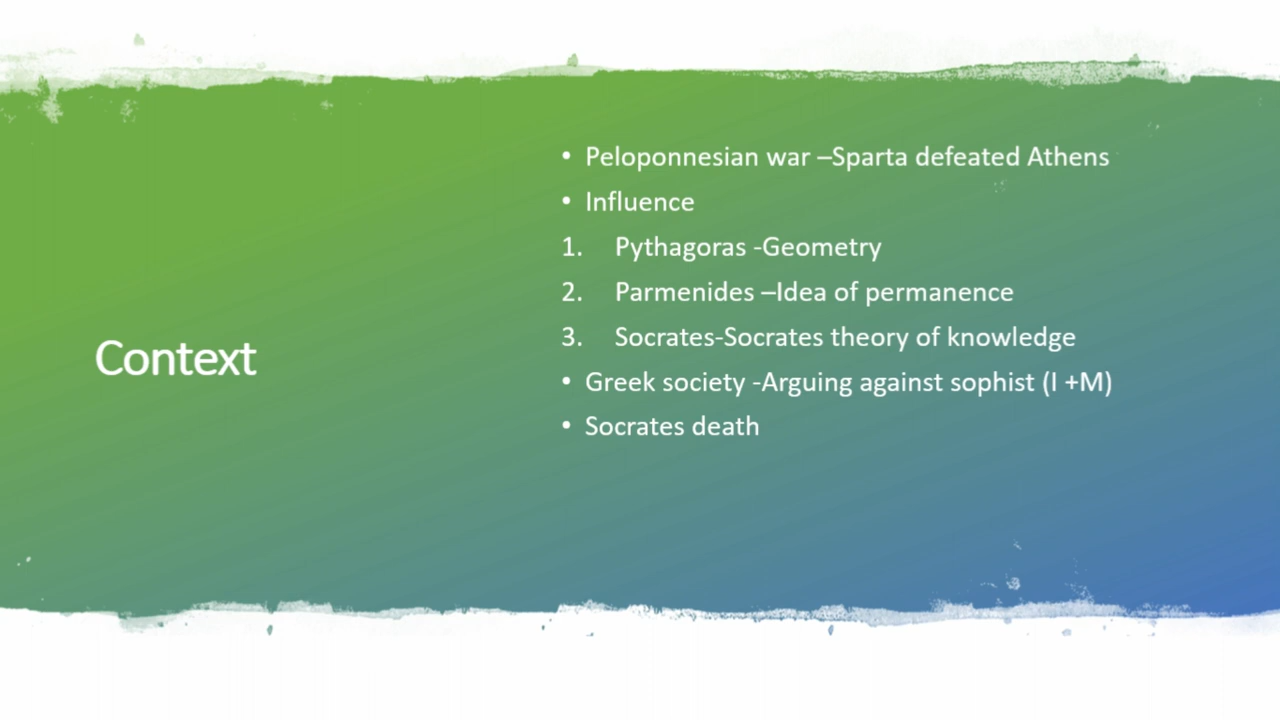 Context
• Peloponnesian war –Sparta defeated Athens
• Influence
1. Pythagoras -Geometry
2. Parmenides –Idea of permanence
3. Socrates-Socrates theory of knowledge
• Greek society -Arguing against sophist (I +M)
• Socrates death